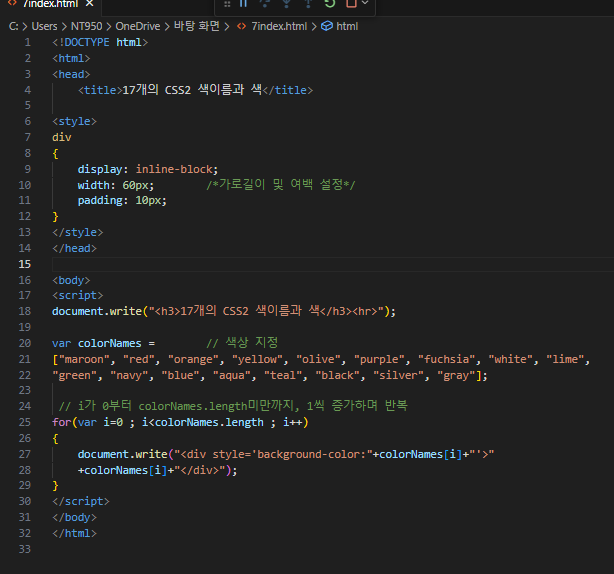 7index.html
C: > Users > NT950 > OneDrive > 바탕 화면 > 7index.html > html
1 <!DOCTYPE html>
2 <html>
3 <head>
4 <title>17개의 CSS2 색이름과 색</title>
5
6 <style>
7 div
8 {
9 display: inline-block;
10 width: 60px; /*가로길이 및 여백 설정*/
11 padding: 10px;
12 }
13 </style>
14 </head>
15
16 <body>
17 <script>
18 document.write("<h3>17개의 CSS2 색이름과 색</h3><hr>");
19
20 var colorNames = // 색상 지정
21 ["maroon", "red", "orange", "yellow", "olive", "purple", "fuchsia", "white", "lime",
22 "green", "navy", "blue", "aqua", "teal", "black", "silver", "gray"];
23
24 // i가 0부터 colorNames.length미만까지, 1씩 증가하며 반복
25 for(var i=0 ; i<colorNames.length ; i++)
26 {
27 document.write("<div style='background-color:"+colorNames[i]+"'>"
28 +colorNames[i]+"</div>");
29 }
30 </script>
31 </body>
32 </html>
33